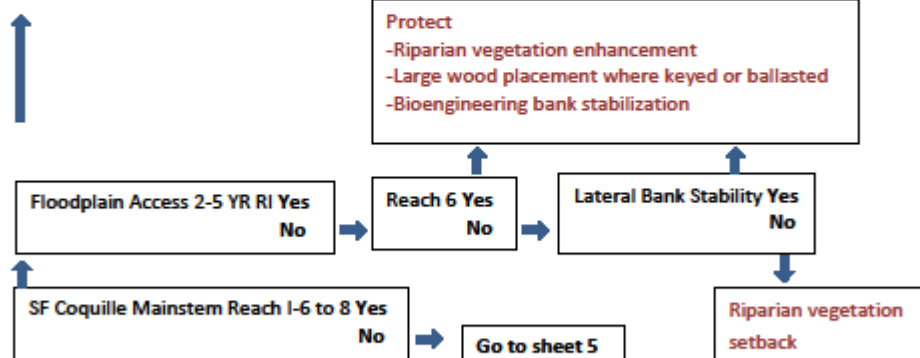 Protect
-Riparian vegetation enhancement
-Large wood placement where keyed or ballasted
-Bioengineering bank stabilization
Floodplain Access 2-5 YR RI Yes
No
Reach 6 Yes
No
Lateral Bank Stability Yes
No
SF Coquille Mainstem Reach I-6 to 8 Yes
No
Go to sheet 5
Riparian vegetation
setback